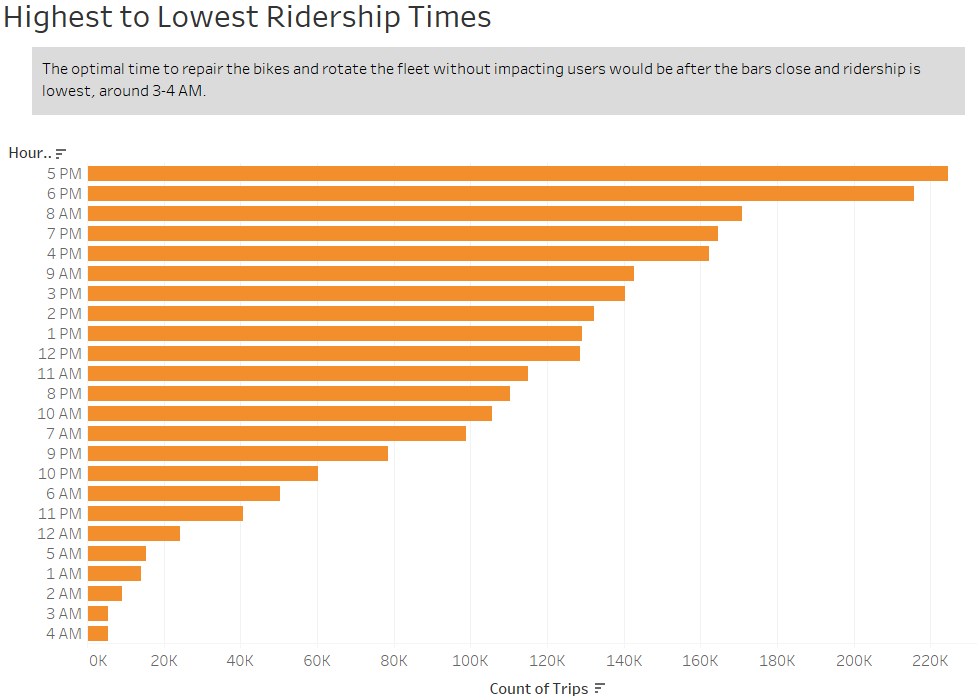 Highest to Lowest Ridership Times
The optimal time to repair the bikes and rotate the fleet without impacting users would be after the bars close and ridership is
lowest, around 3-4 AM.
Hour..
5 PM
6 PM
8 AM
7 PM
4 PM
9 AM
3 PM
2 PM
1 PM
12 PM
11 AM
8 PM
10 AM
7 AM
9 PM
10 PM
6 AM
11 PM
12 AM
5 AM
1 AM
2 AM
3 AM
4 AM
0K 20K 40K 60K 80K 100K 120K 140K 160K 180K 200K 220K
Count of Trips